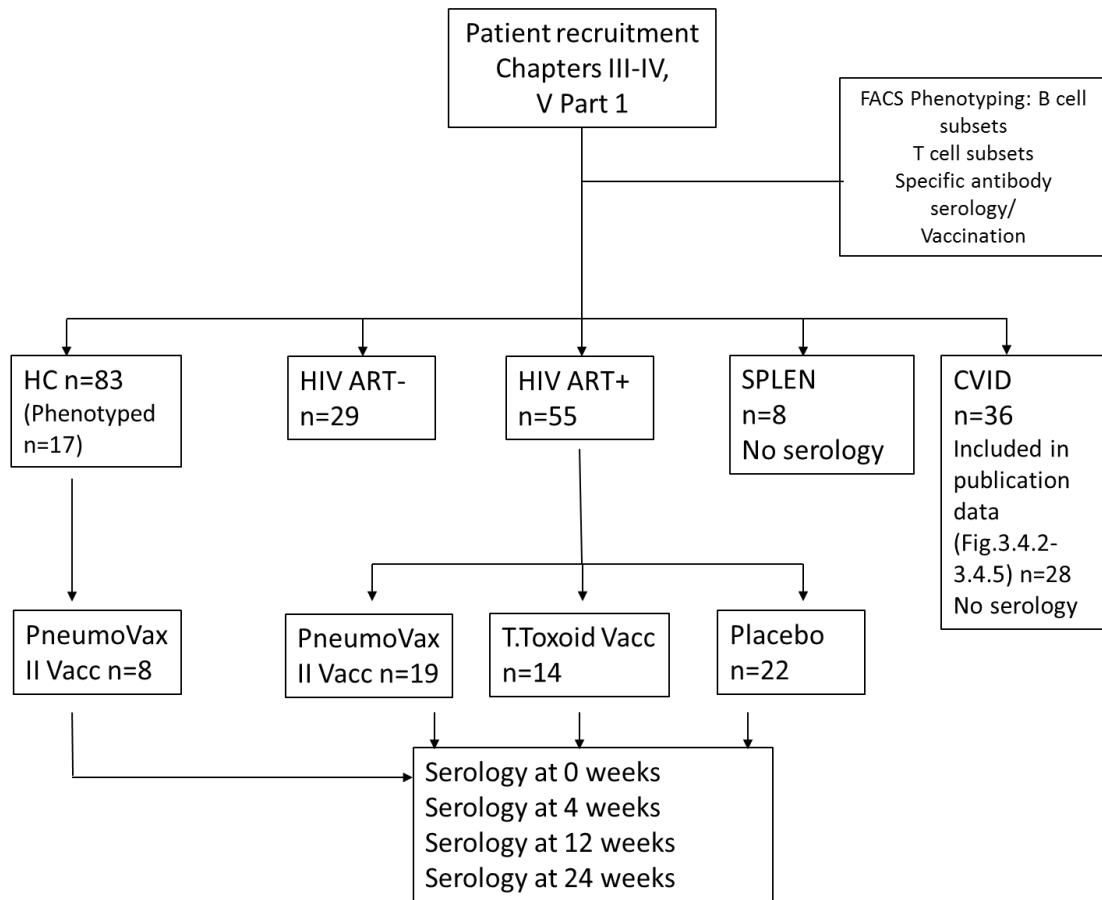 Patient recruitment
Chapters III-IV,
V Part 1
FACS Phenotyping: B cell
subsets
T cell subsets
Specific antibody
serology/
Vaccination
HC n=83
(Phenotyped
n=17)
HIV ART-
n=29
HIV ART+
n=55
SPLEN
n=8
No serology
CVID
n=36
Included in
publication
data
(Fig.3.4.2-
3.4.5) n=28
No serology
PneumoVax
II Vacc n=8
PneumoVax
II Vacc n=19
T.Toxoid Vacc
n=14
Placebo
n=22
Serology at 0 weeks
Serology at 4 weeks
Serology at 12 weeks
Serology at 24 weeks